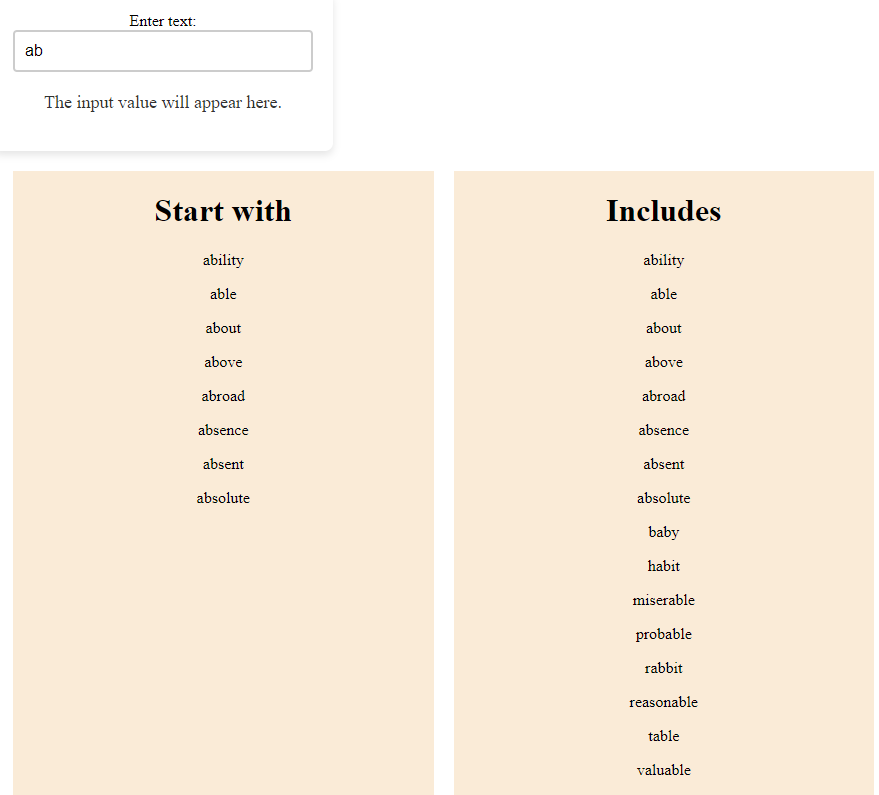 Enter text:
ab
The input value will appear here.
Start with
ability
able
about
above
abroad
absence
absent
absolute
Includes
ability
able
about
above
abroad
absence
absent
absolute
baby
habit
miserable
probable
rabbit
reasonable
table
valuable